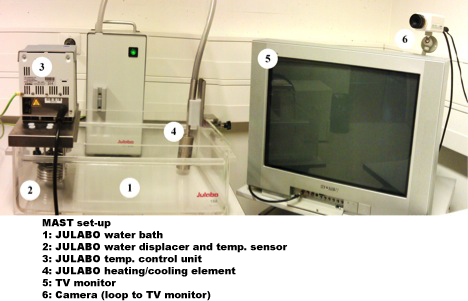 6
5
3
Julabo
4
2
1
Julabo
MAST set-up
1: JULABO water bath
2: JULABO water displacer and temp. sensor
3: JULABO temp. control unit
4: JULABO heating/cooling element
5: TV monitor
6: Camera (loop to TV monitor)